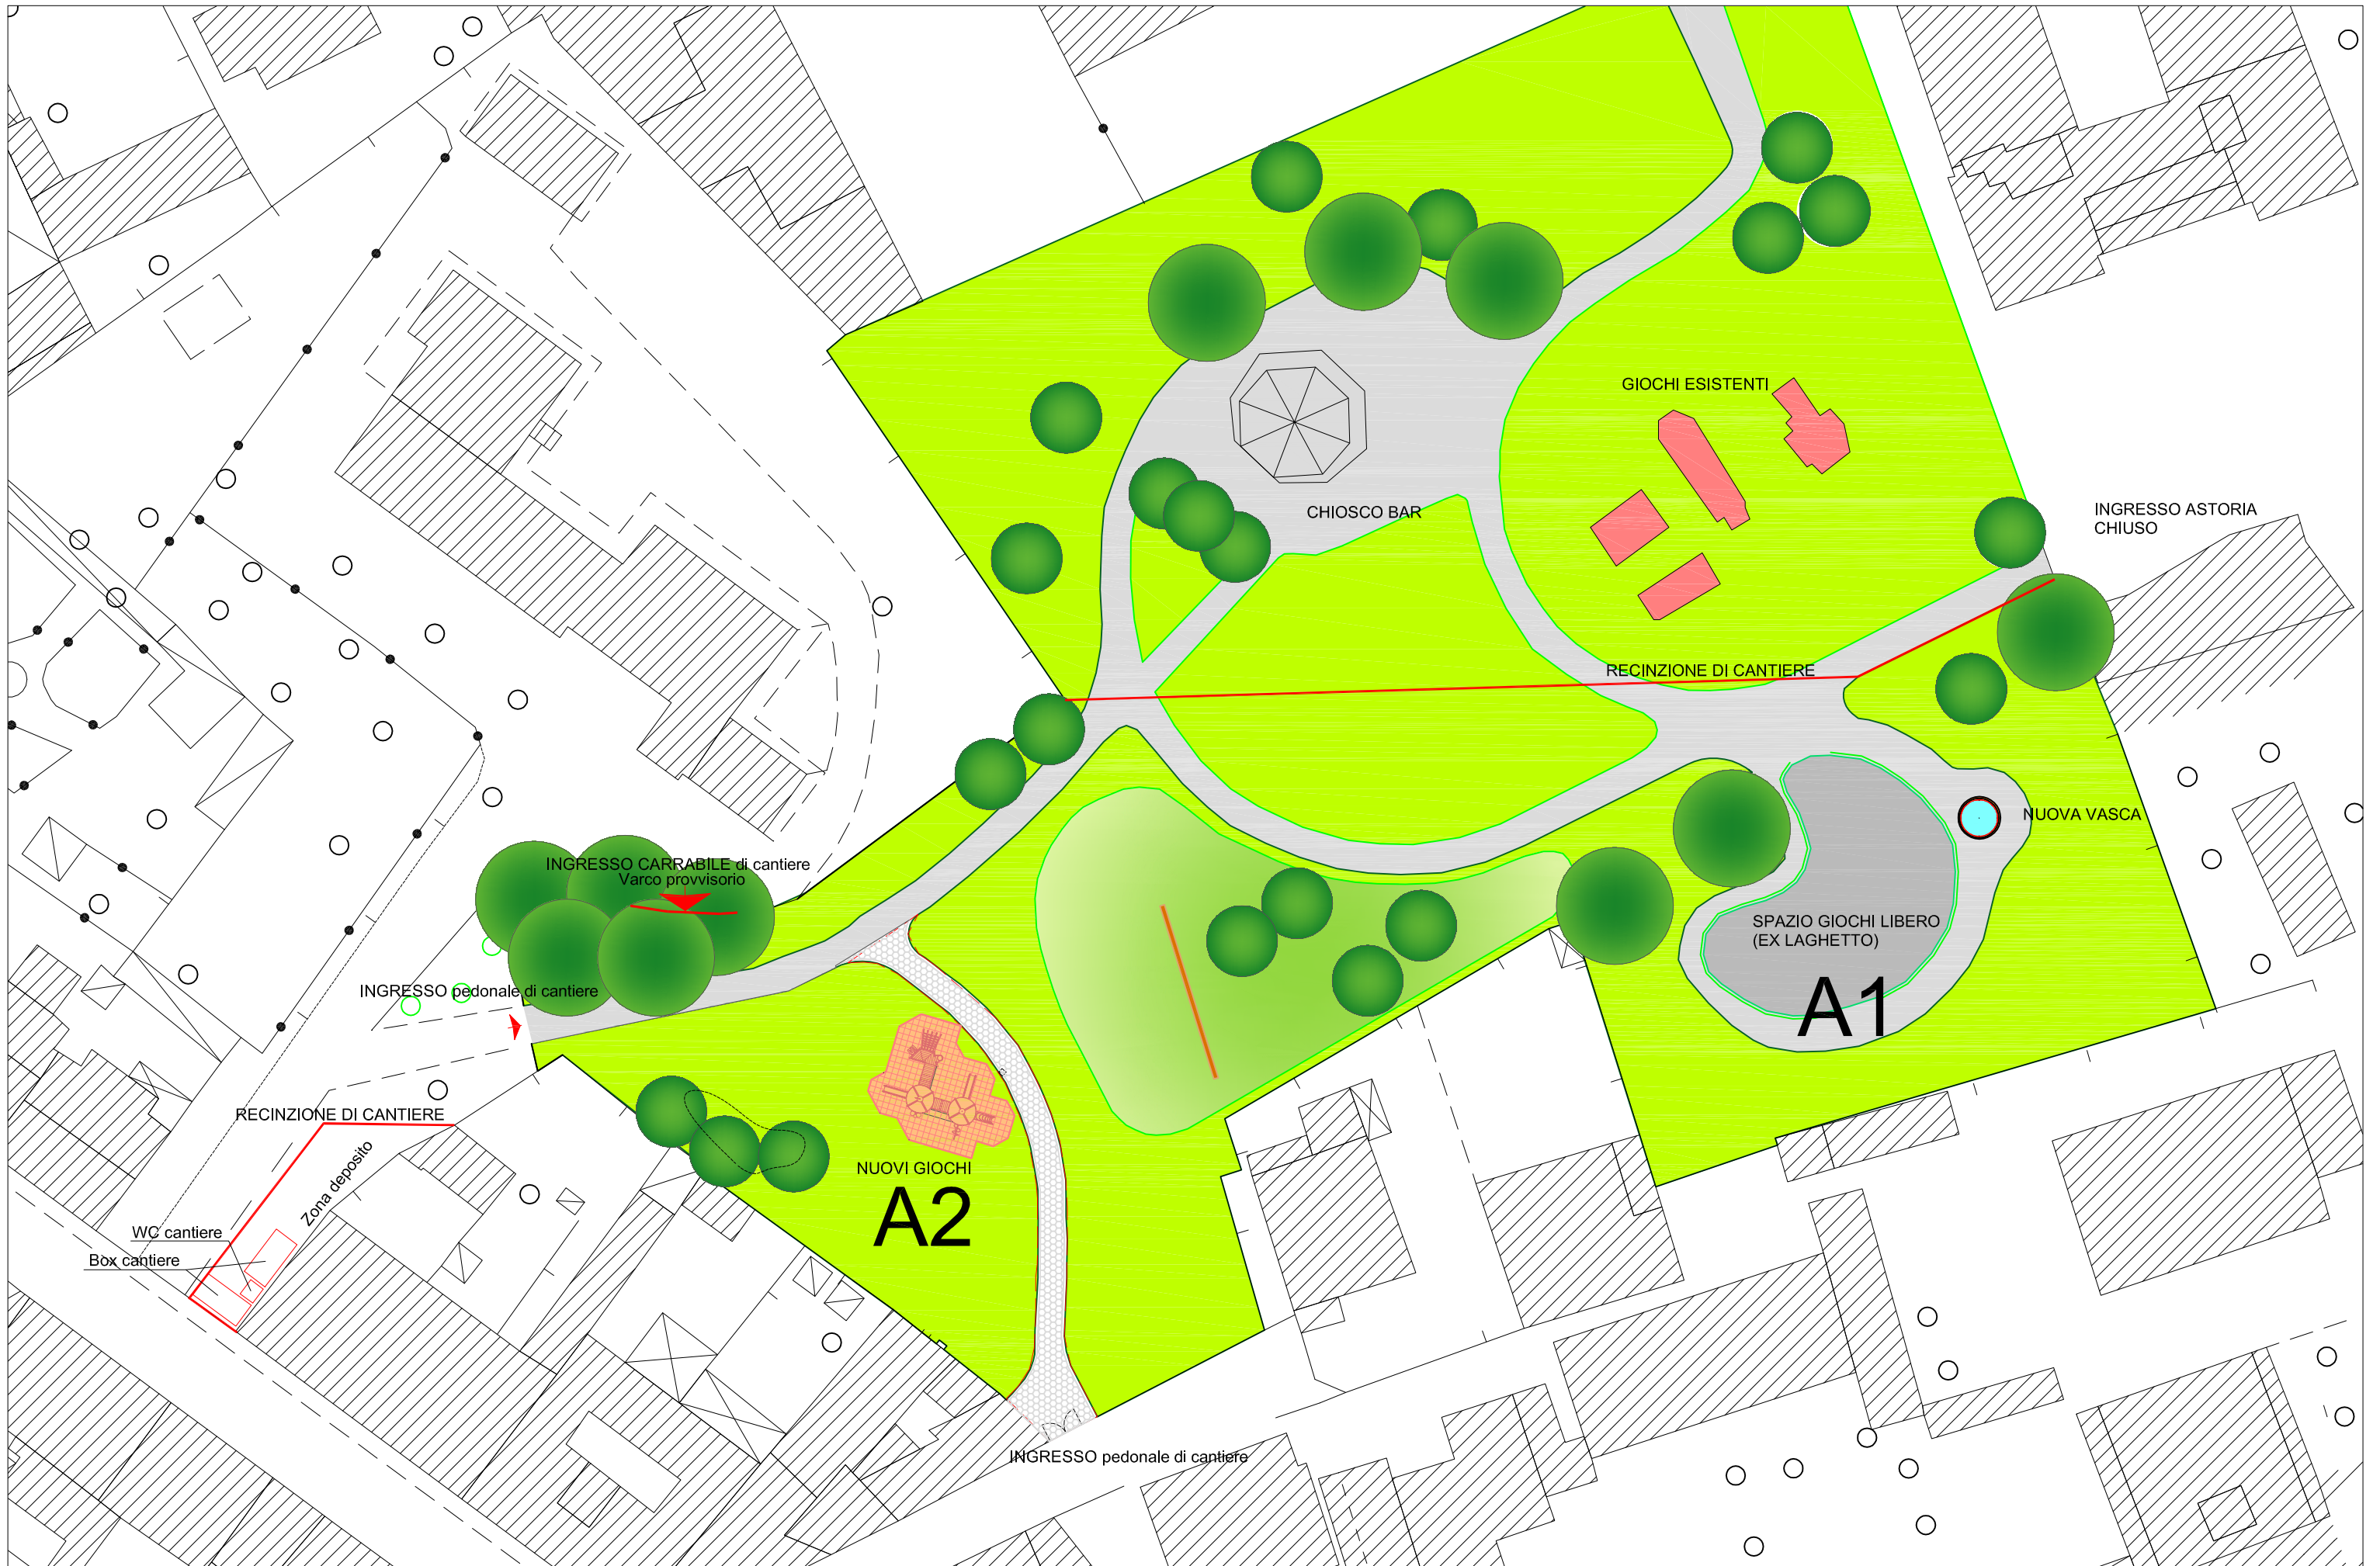 GIOCHI ESISTENTI
CHIOSCO BAR
INGRESSO ASTORIA
CHIUSO
RECINZIONE DI CANTIERE
NUOVA VASCA
INGRESSO CARRABILE di cantiere
Varco provvisorio
SPAZIO GIOCHI LIBERO
(EX LAGHETTO)
A1
INGRESSO pedonale di cantiere
RECINZIONE DI CANTIERE
Zona deposito
NUOVI GIOCHI
A2
WC cantiere
Box cantiere
INGRESSO pedonale di cantiere